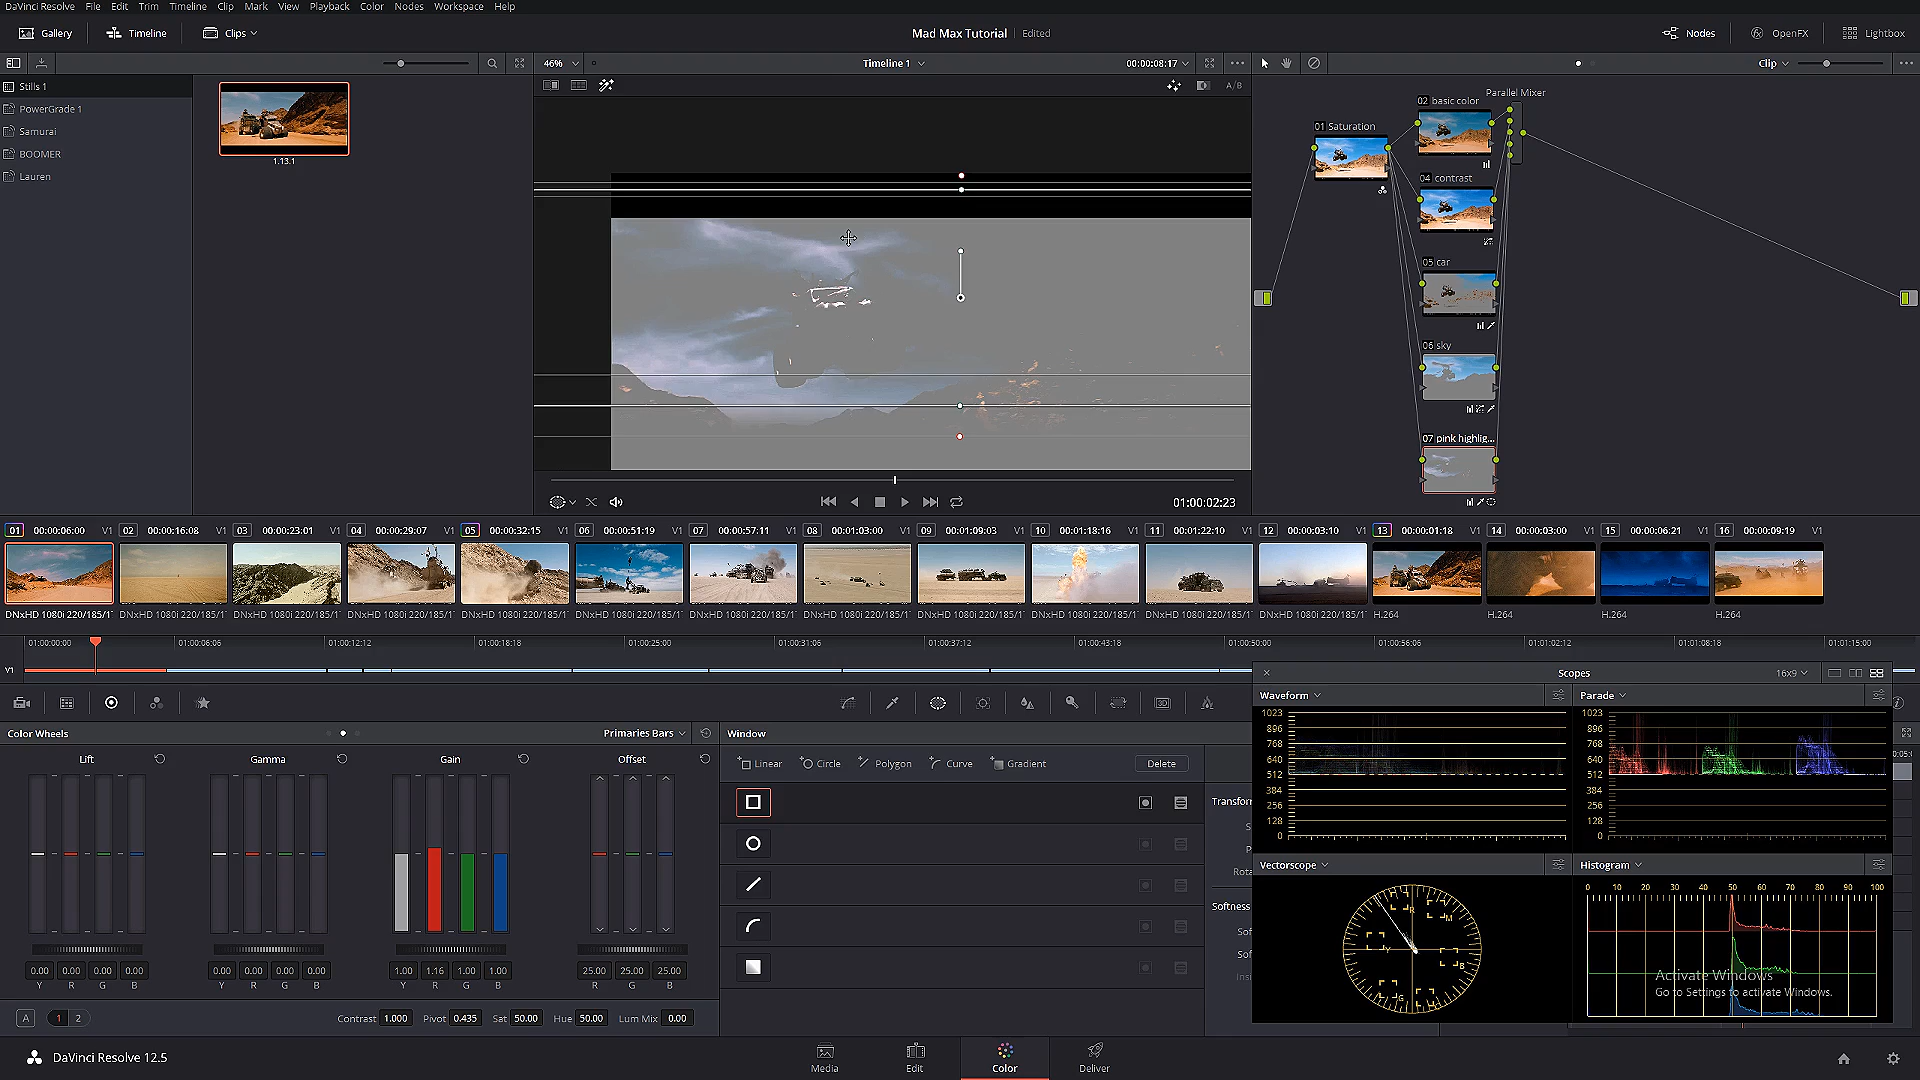 DaVinci Resolve File Edit Trim Timeline Clip Mark View Playback Color Nodes Workspace Help
Gallery Timeline Clips Mad Max Tutorial Edited Nodes OpenFX Lightbox
46% Timeline 1 00:00:08:17 Clip
A/B
Stills 1
PowerGrade 1
Samurai
BOOMER
Lauren
1.13.1
Parallel Mixer
02 basic color
01 Saturation
04 contrast
05 car
06 sky
07 pink highlig...
01:00:02:23
01 00:00:06:00 V1 02 00:00:16:08 V1 03 00:00:23:01 V1 04 00:00:29:07 V1 05 00:00:32:15 V1 06 00:00:51:19 V1 07 00:00:57:11 V1 08 00:01:03:00 V1 09 00:01:09:03 V1 10 00:01:18:16 V1 11 00:01:22:10 V1 12 00:00:03:10 V1 13 00:00:01:18 V1 14 00:00:03:00 V1 15 00:00:06:21 V1 16 00:00:09:19 V1
DNxHD 1080i 220/185/1 DNxHD 1080i 220/185/1 DNxHD 1080i 220/185/1 DNxHD 1080i 220/185/1 DNxHD 1080i 220/185/1 DNxHD 1080i 220/185/1 DNxHD 1080i 220/185/1 DNxHD 1080i 220/185/1 DNxHD 1080i 220/185/1 DNxHD 1080i 220/185/1 DNxHD 1080i 220/185/1 DNxHD 1080i 220/185/1 H.264 H.264 H.264 H.264
01:00:00:00 01:00:06:06 01:00:12:12 01:00:18:18 01:00:25:00 01:00:31:06 01:00:37:12 01:00:43:18 01:00:50:00 01:00:56:06 01:01:02:12 01:01:08:18 01:01:15:00
V1
Scopes 16x9
Waveform Parade
1023 1023
896 896
768 768
640 640
512 512
384 384
256 256
128 128
0 0
Vectorscope Histogram
0 10 20 30 40 50 60 70 80 90 100
R M Y B G
Color Wheels Primaries Bars
Lift Gamma Gain Offset
0.00 0.00 0.00 0.00 0.00 0.00 0.00 0.00 1.00 1.16 1.00 1.00 25.00 25.00 25.00
Y R G B Y R G B Y R G B R G B
A 1 2 Contrast 1.000 Pivot 0.435 Sat 50.00 Hue 50.00 Lum Mix 0.00
Window
Linear Circle Polygon Curve Gradient Delete
Transform
Rota
Softness
Sof
Sof
Insi
Activate Windows
Go to Settings to activate Windows.
DaVinci Resolve 12.5
Media Edit Color Deliver